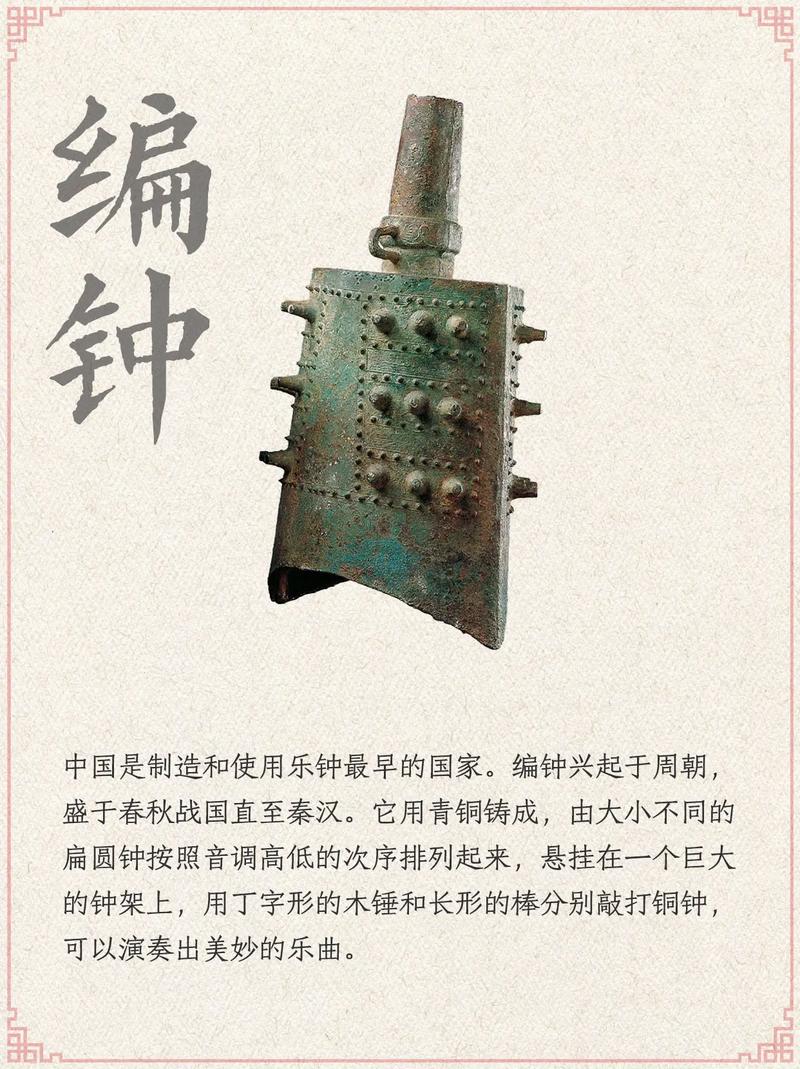 编钟
中国是制造和使用乐钟最早的国家。编钟兴起于周朝，
盛于春秋战国直至秦汉。它用青铜铸成，由大小不同的
扁圆钟按照音调高低的次序排列起来，悬挂在一个巨大
的钟架上，用丁字形的木锤和长形的棒分别敲打铜钟，
可以演奏出美妙的乐曲。